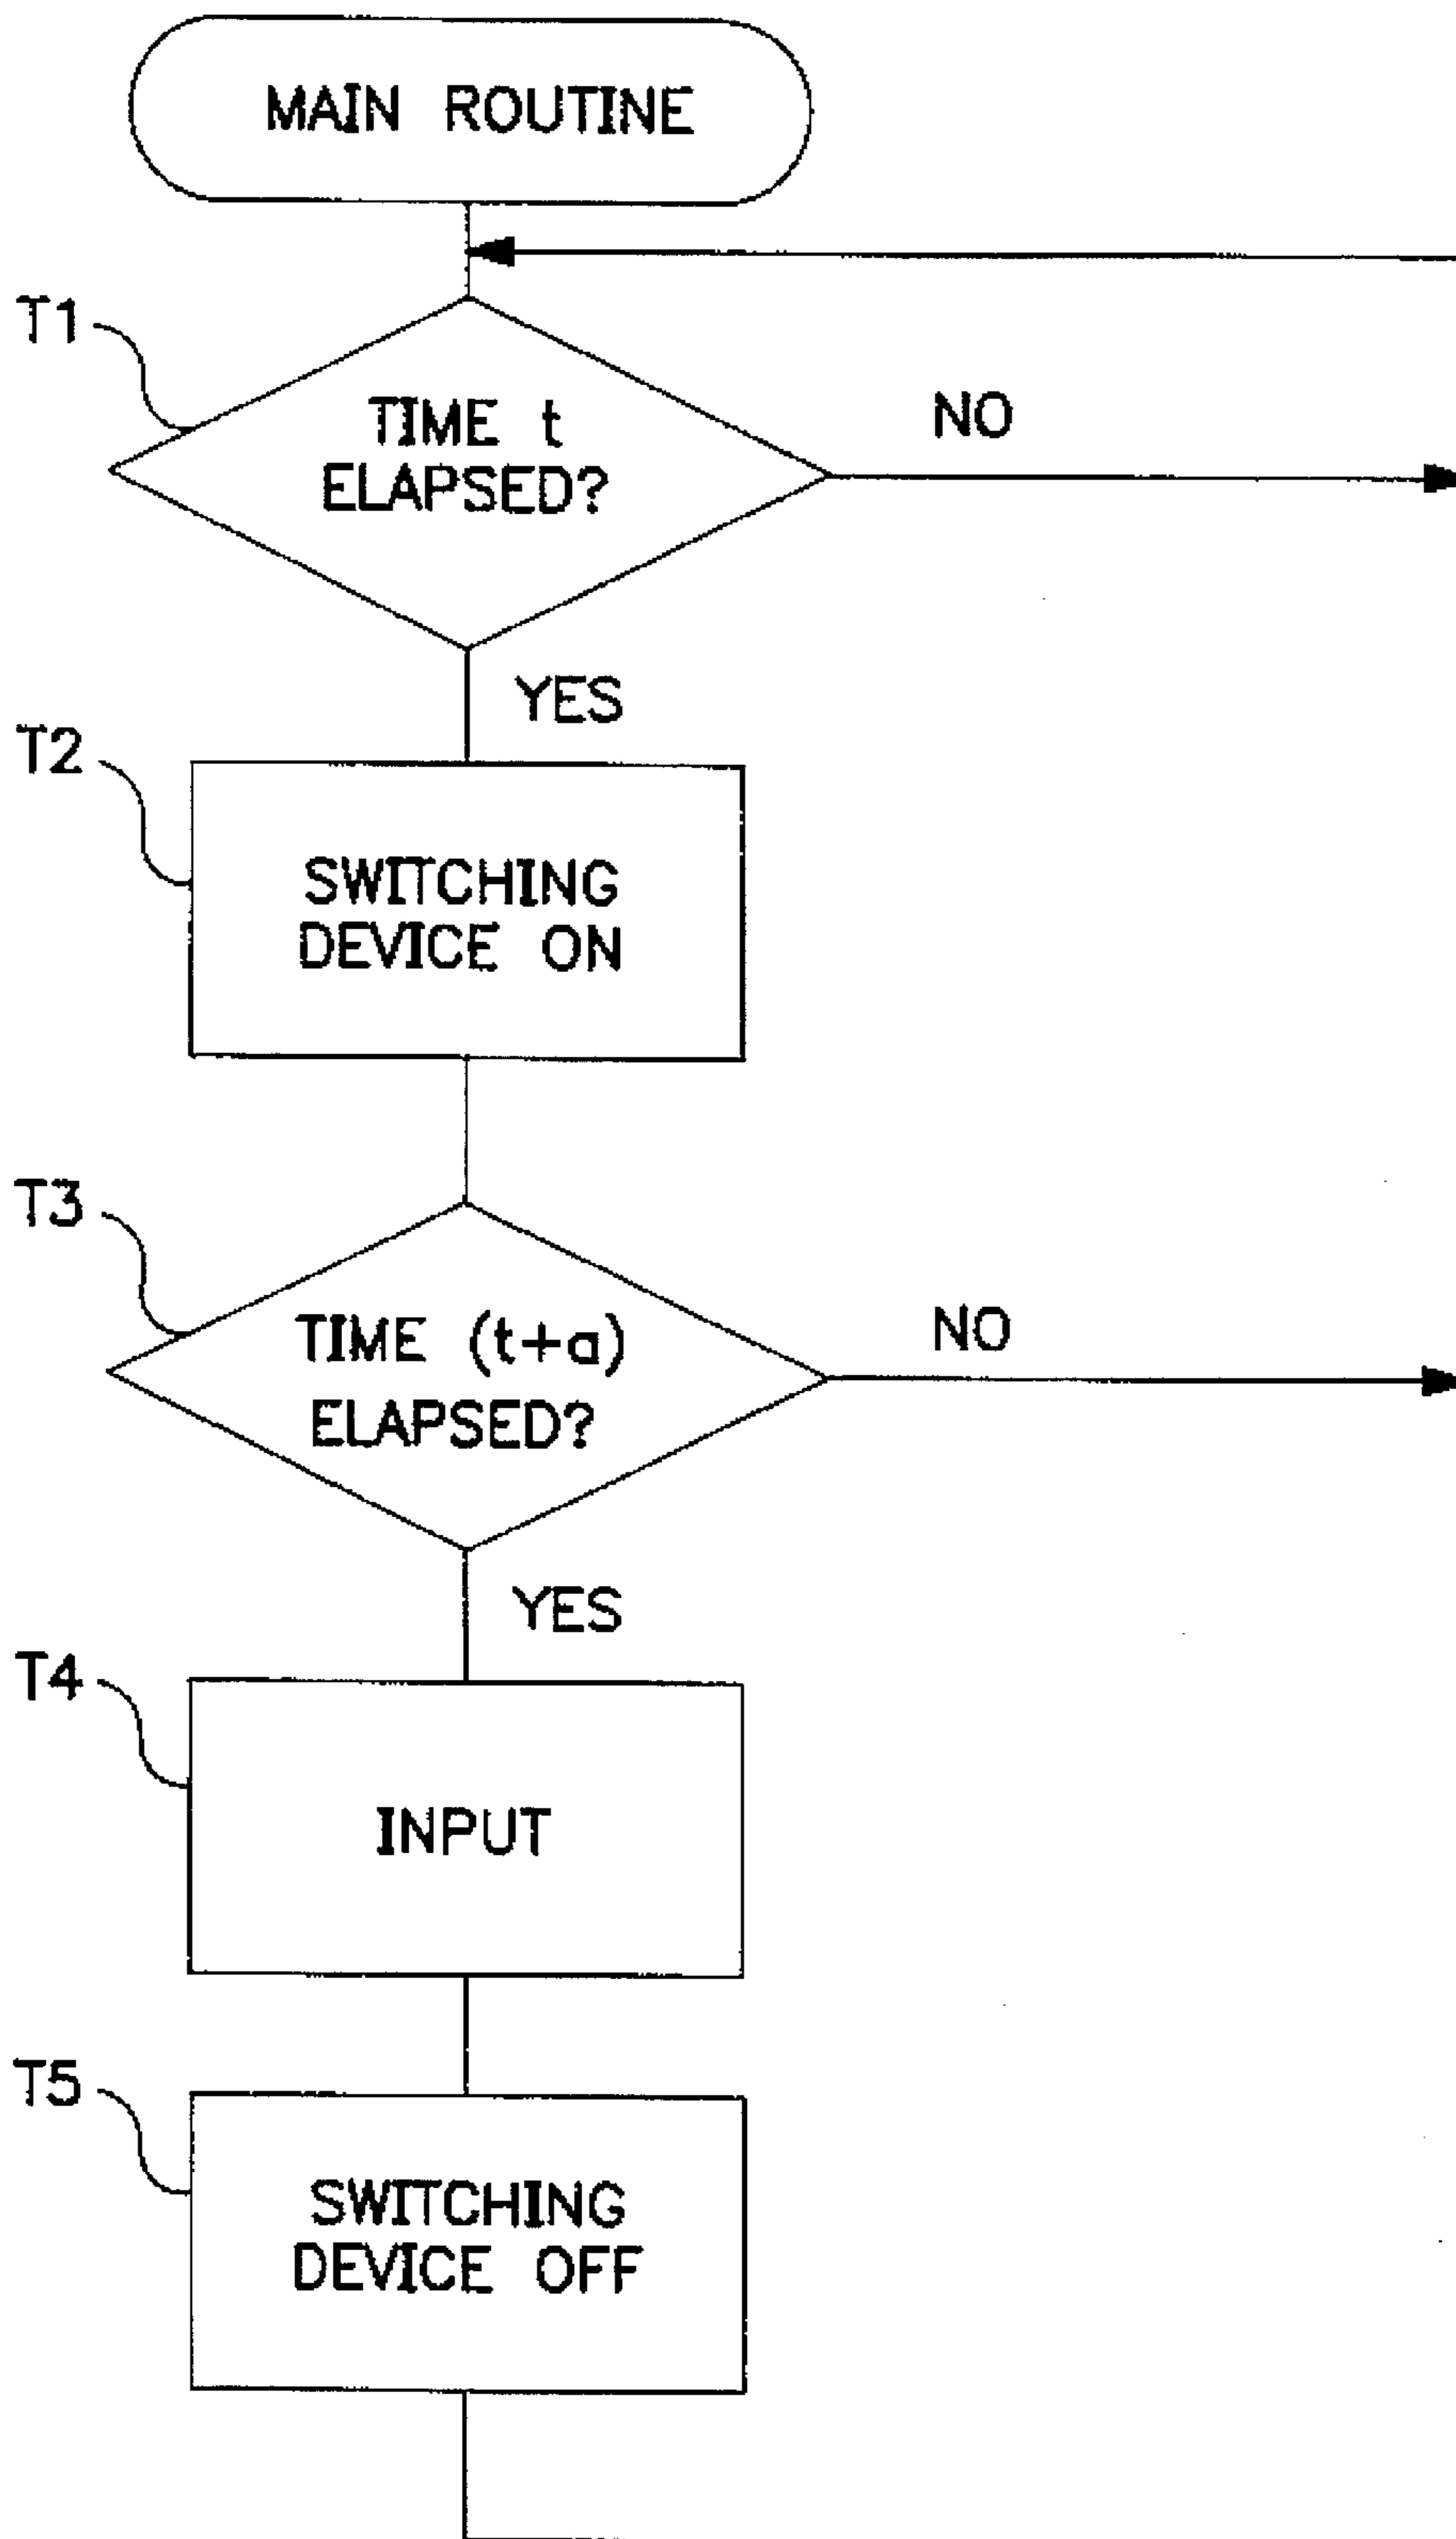 MAIN ROUTINE
T1
TIME t
ELAPSED?
NO
YES
T2
SWITCHING
DEVICE ON
T3
TIME (t+a)
ELAPSED?
NO
YES
T4
INPUT
T5
SWITCHING
DEVICE OFF